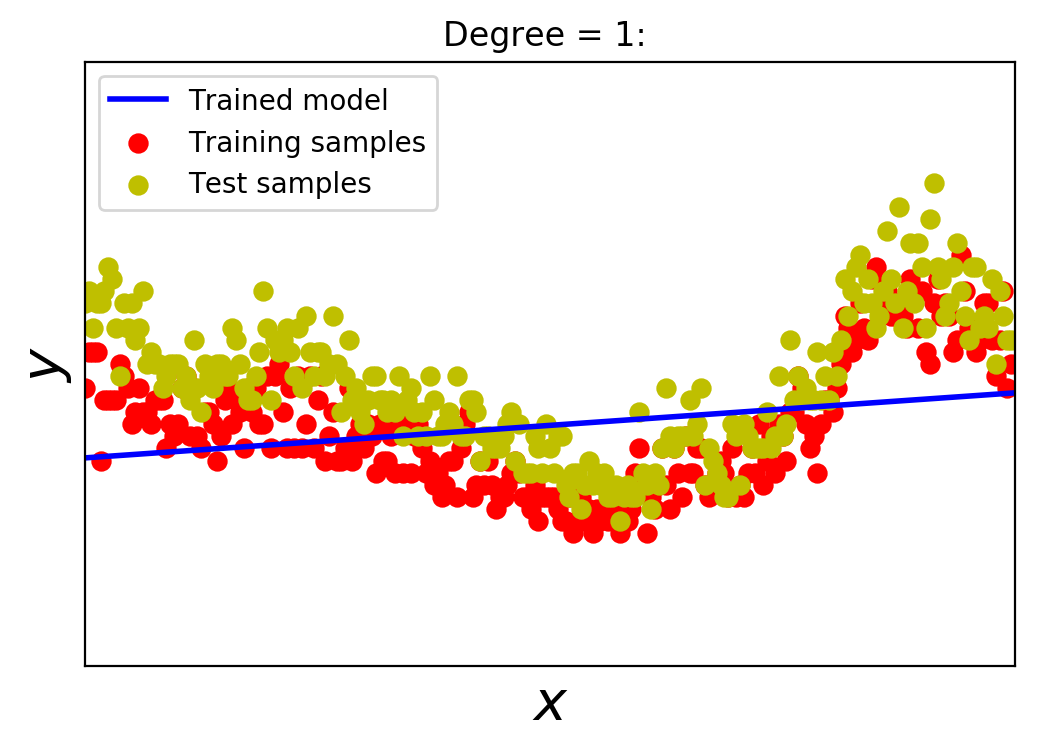 Degree = 1:
Trained model
Training samples
Test samples
y
x